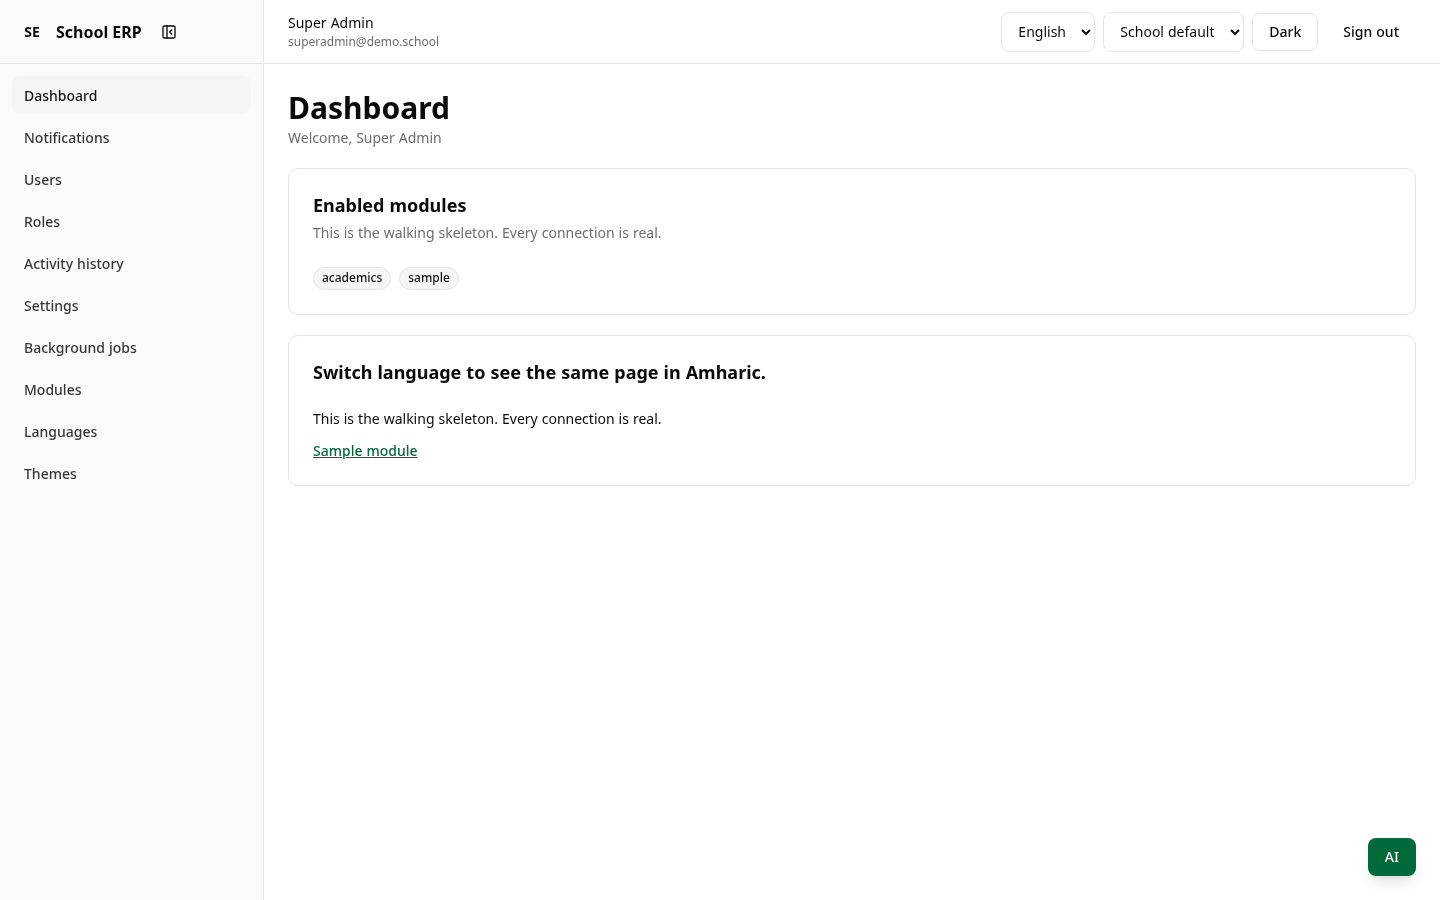 SE School ERP
Super Admin
superadmin@demo.school
English
School default
Dark
Sign out
Dashboard
Notifications
Users
Roles
Activity history
Settings
Background jobs
Modules
Languages
Themes
Dashboard
Welcome, Super Admin
Enabled modules
This is the walking skeleton. Every connection is real.
academics sample
Switch language to see the same page in Amharic.
This is the walking skeleton. Every connection is real.
Sample module
AI